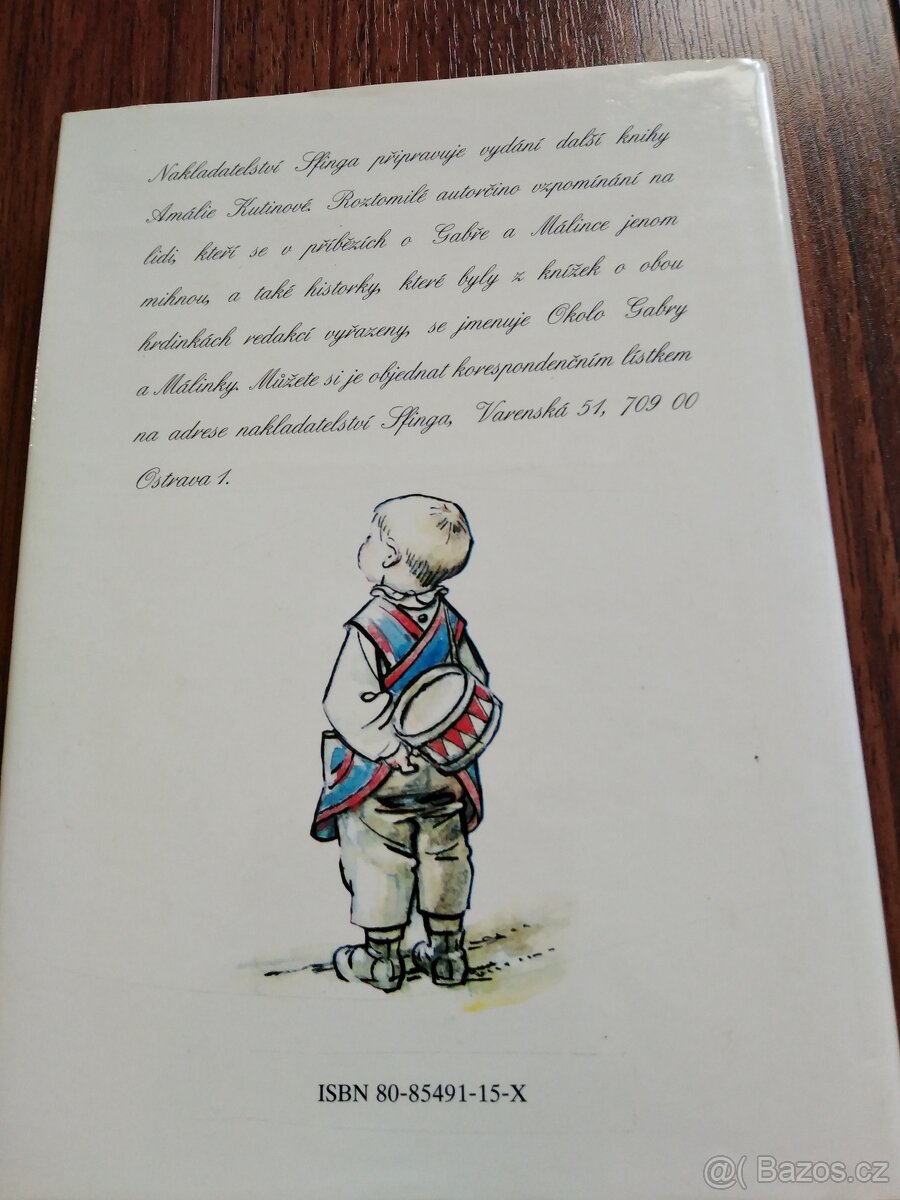 Nakladatelství Sfinga připravuje vydání další knihy
Amálie Kutinové. Roztomilé autorčino vzpomínání na
lidi, kteří se v příbězích o Gabře a Málince jenom
mihnou, a také historky, které byly z knížek o obou
hrdinkách redakcí vyřazeny, se jmenuje Okolo Gabry
a Málinky. Můžete si je objednat korespondenčním lístkem
na adrese nakladatelství Sfinga, Varenská 51, 709 00
Ostrava 1.
ISBN 80-85491-15-X
@( Bazos.cz